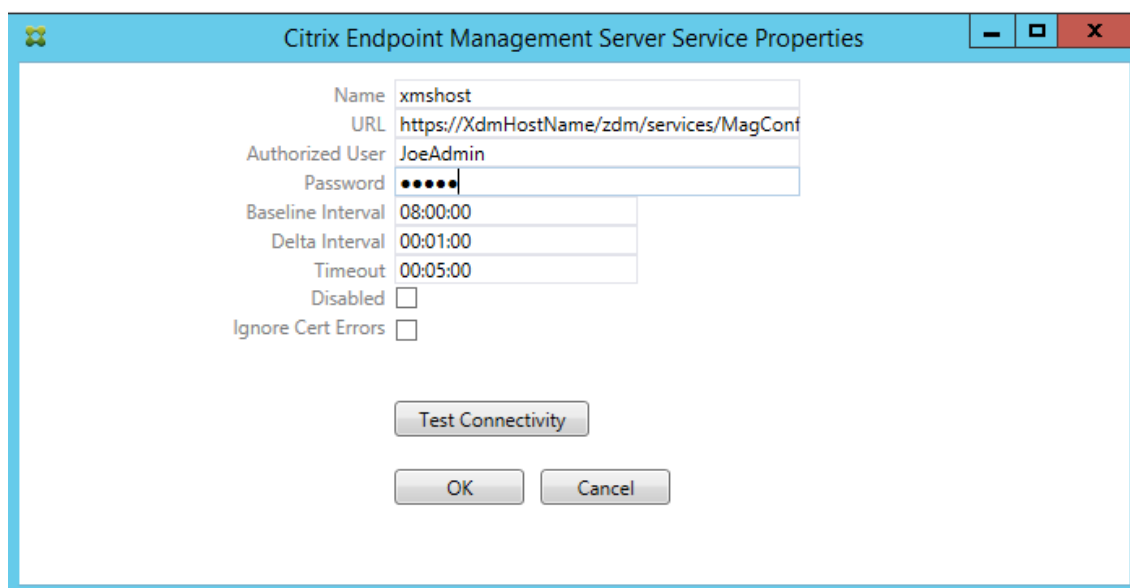 Citrix Endpoint Management Server Service Properties
Name xmshost
URL https://XdmHostName/zdm/services/MagConf
Authorized User JoeAdmin
Password •••••
Baseline Interval 08:00:00
Delta Interval 00:01:00
Timeout 00:05:00
Disabled
Ignore Cert Errors
Test Connectivity
OK Cancel